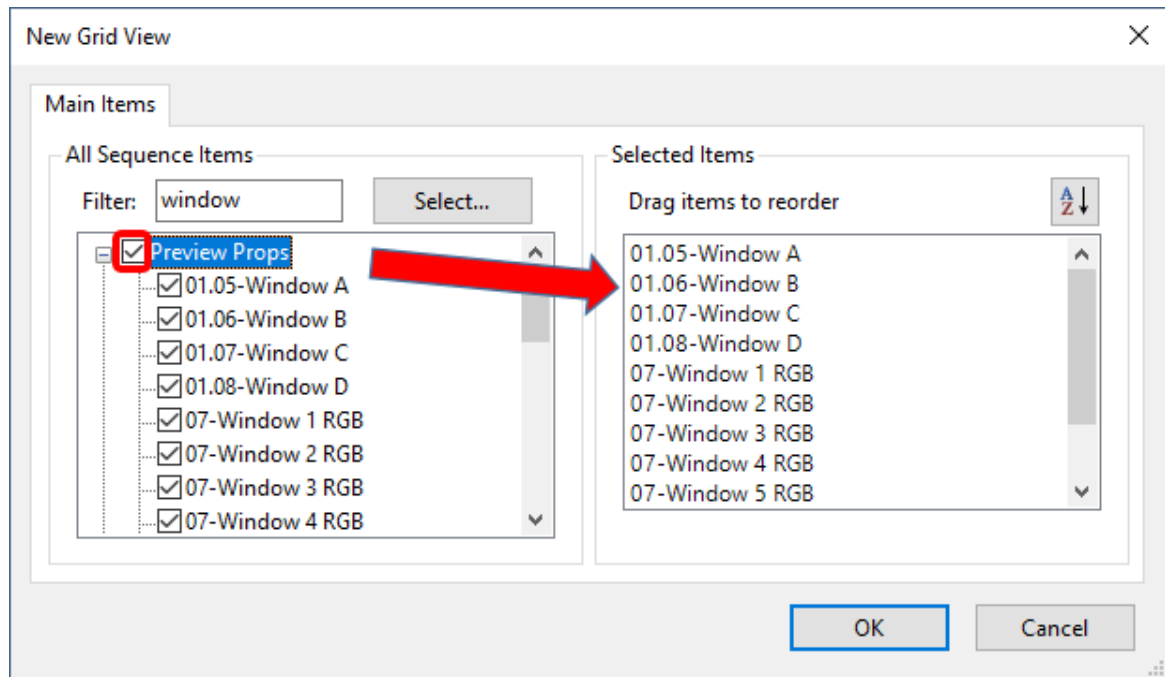 New Grid View
Main Items
All Sequence Items
Filter: window Select...
Preview Props
01.05-Window A
01.06-Window B
01.07-Window C
01.08-Window D
07-Window 1 RGB
07-Window 2 RGB
07-Window 3 RGB
07-Window 4 RGB
Selected Items
Drag items to reorder
A
Z
01.05-Window A
01.06-Window B
01.07-Window C
01.08-Window D
07-Window 1 RGB
07-Window 2 RGB
07-Window 3 RGB
07-Window 4 RGB
07-Window 5 RGB
OK Cancel